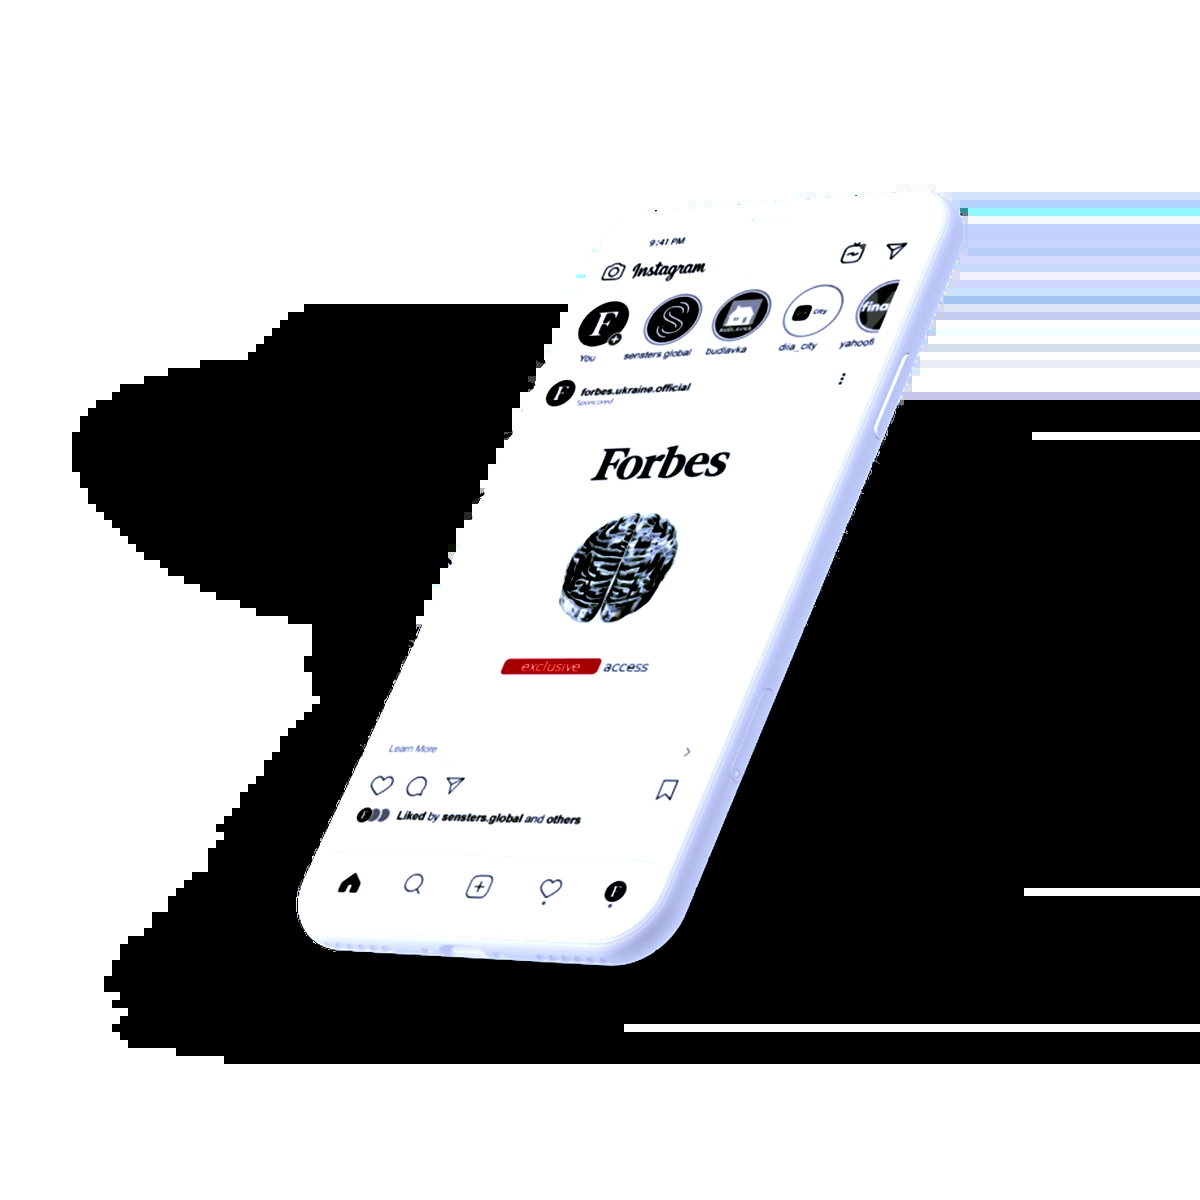 9:41 PM
Instagram
F
S
BUDLAVKA
city
fina
You
sensters global
budlavka
diia_city
yahoofi
F
forbes.ukraine.official
Sponsored
Forbes
exclusive access
Learn More
Liked by sensters.global and others
F